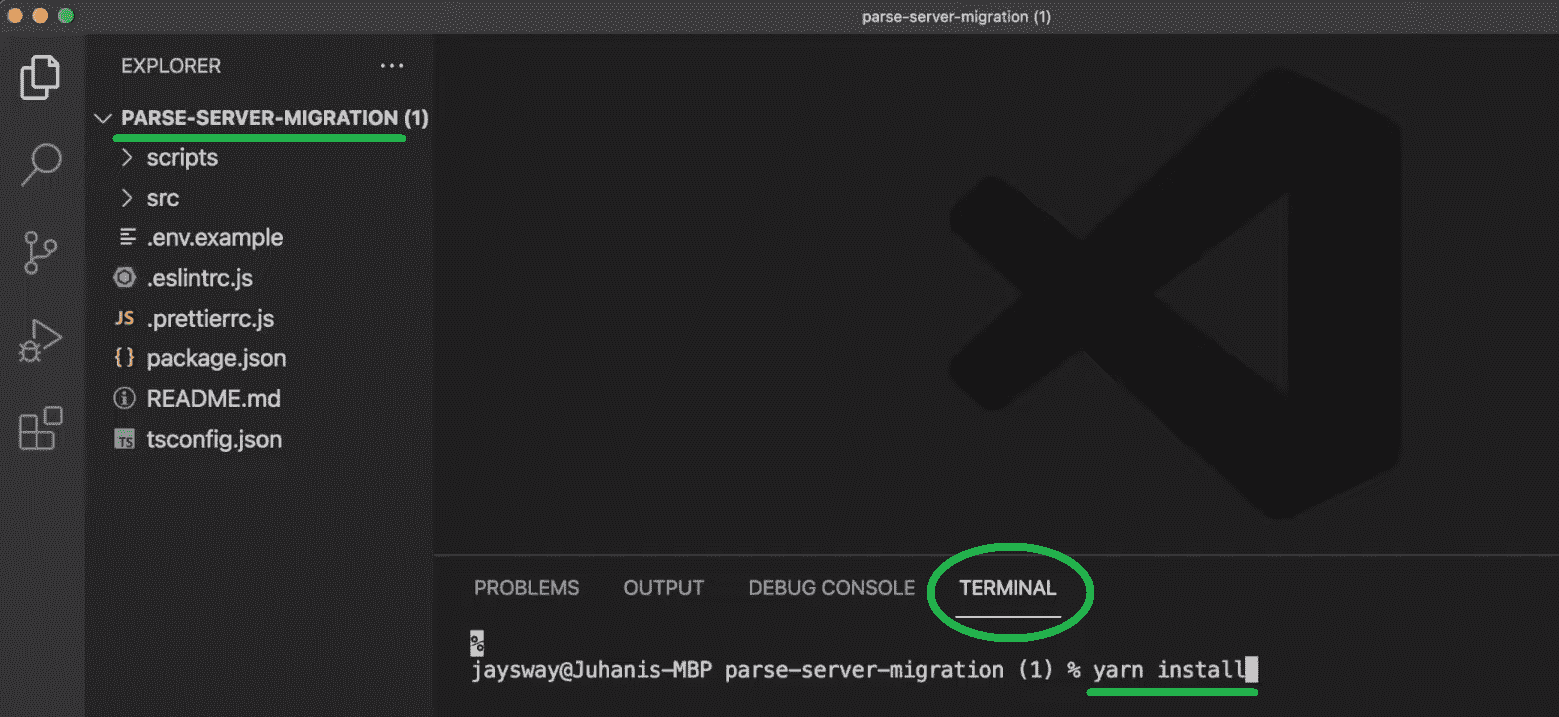 parse-server-migration (1)
EXPLORER
PARSE-SERVER-MIGRATION (1)
scripts
src
.env.example
.eslintrc.js
JS .prettierrc.js
{} package.json
README.md
TS tsconfig.json
PROBLEMS OUTPUT DEBUG CONSOLE TERMINAL
%
jaysway@Juhanis-MBP parse-server-migration (1) % yarn install